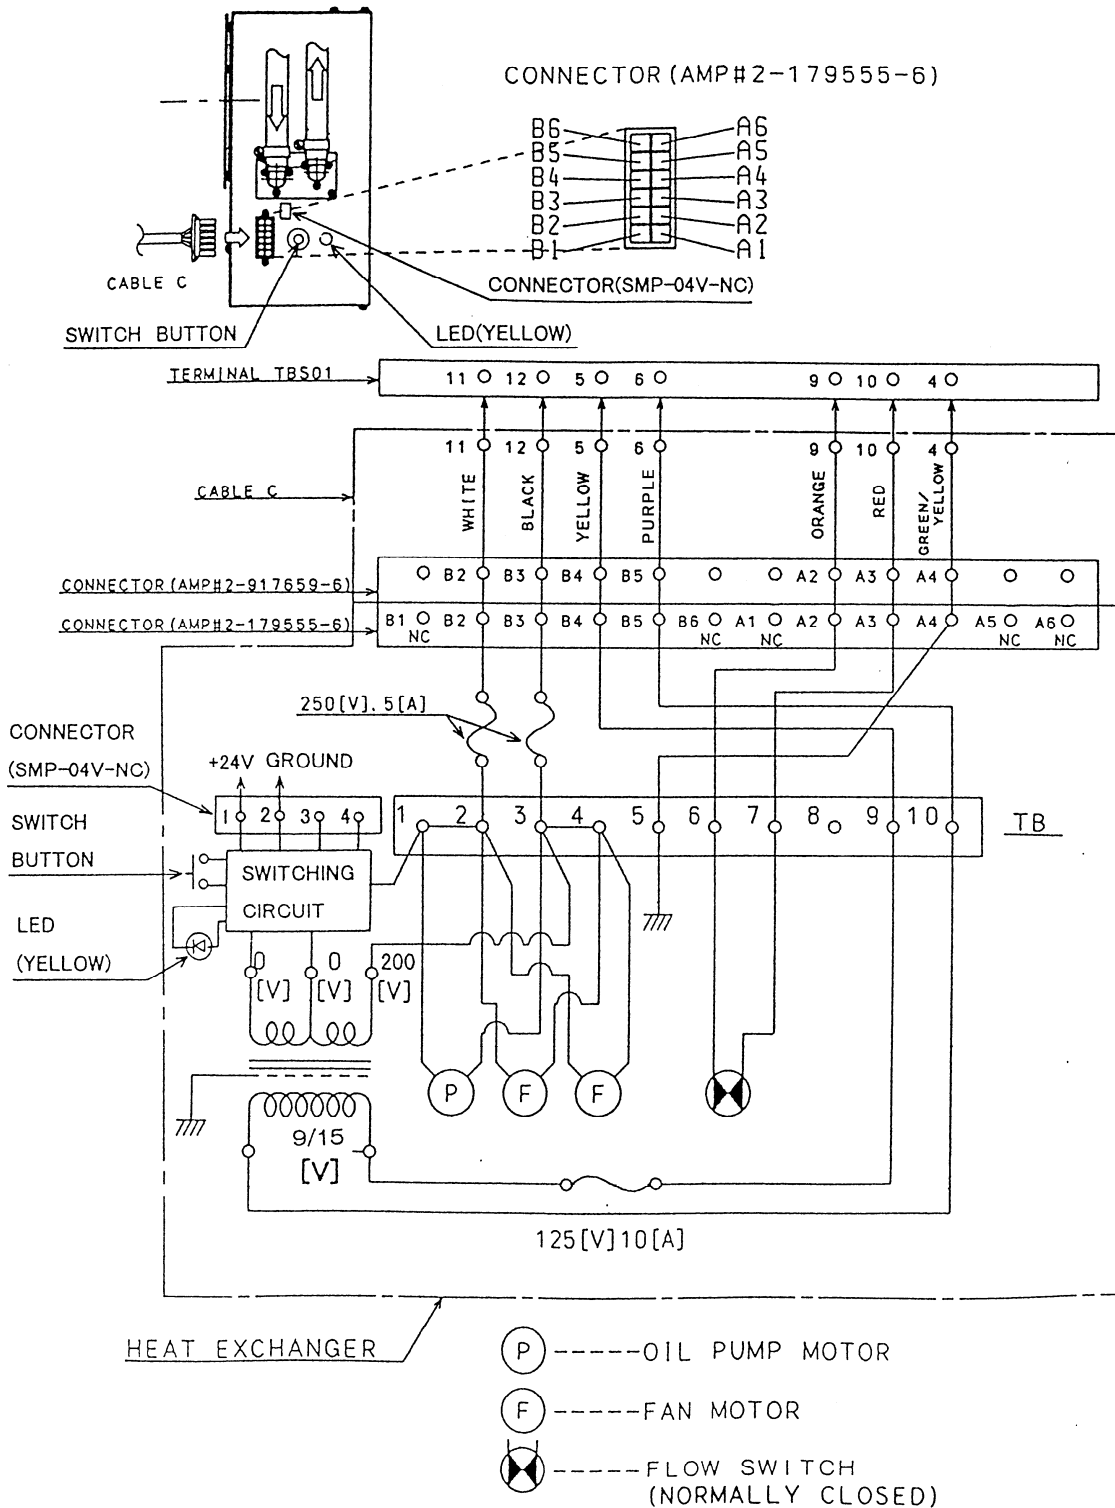 CONNECTOR(AMP#2-179555-6)
B6 A6
B5 A5
B4 A4
B3 A3
B2 A2
B1 A1
CABLE C
CONNECTOR(SMP-04V-NC)
SWITCH BUTTON
LED(YELLOW)
TERMINAL TBS01
11 12 5 6 9 10 4
11 12 5 6 9 10 4
CABLE C
WHITE
BLACK
YELLOW
PURPLE
ORANGE
RED
GREEN/
YELLOW
CONNECTOR(AMP#2-917659-6)
B2 B3 B4 B5 A2 A3 A4
CONNECTOR(AMP#2-179555-6)
B1 B2 B3 B4 B5 B6 A1 A2 A3 A4 A5 A6
NC NC NC NC NC
250[V].5[A]
CONNECTOR
(SMP-04V-NC)
+24V GROUND
1 2 3 4
1 2 3 4 5 6 7 8 9 10
TB
SWITCH
BUTTON
SWITCHING
CIRCUIT
LED
(YELLOW)
0 0 200
[V] [V] [V]
P F F
9/15
[V]
125[V]10[A]
HEAT EXCHANGER
P -----OIL PUMP MOTOR
F -----FAN MOTOR
-----FLOW SWITCH
(NORMALLY CLOSED)